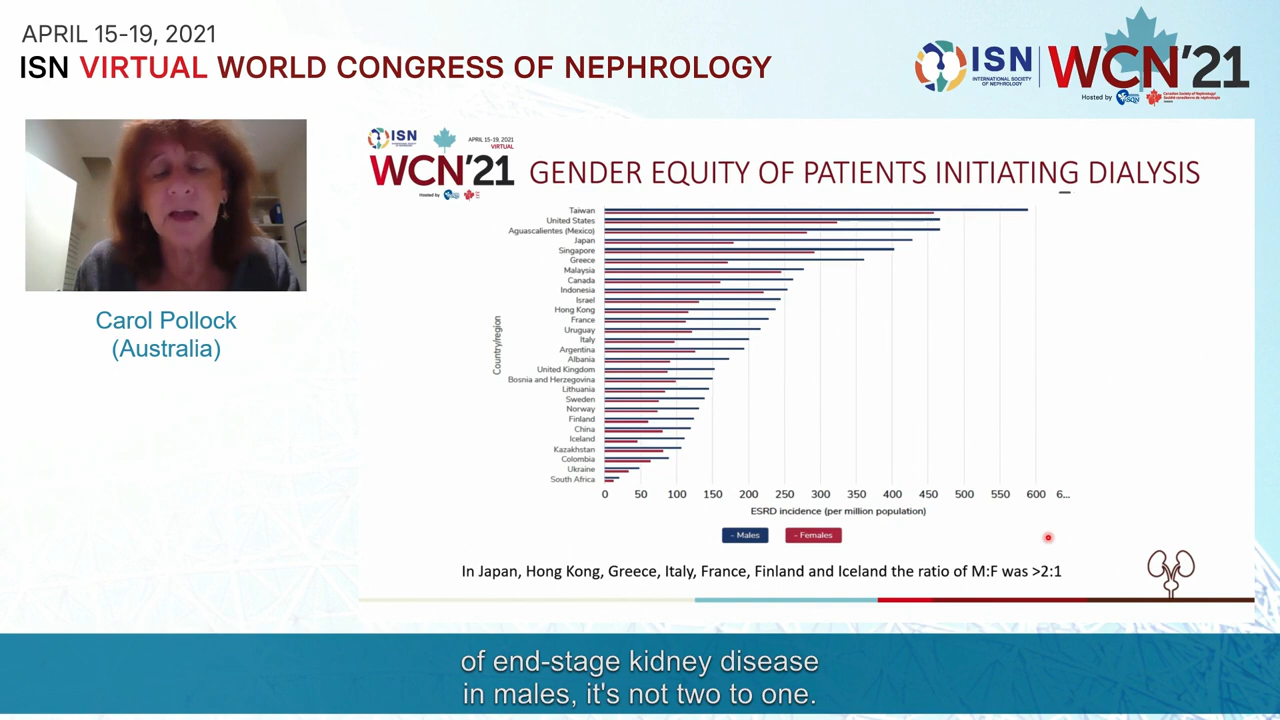 APRIL 15-19, 2021
ISN VIRTUAL WORLD CONGRESS OF NEPHROLOGY
ISN
INTERNATIONAL SOCIETY
OF NEPHROLOGY
WCN'21
Hosted by
Carol Pollock
(Australia)
ISN
APRIL 15-19, 2021
VIRTUAL
WCN'21
Hosted by
GENDER EQUITY OF PATIENTS INITIATING DIALYSIS
Country/region
Taiwan
United States
Aguascalientes (Mexico)
Japan
Singapore
Greece
Malaysia
Canada
Indonesia
Israel
Hong Kong
France
Uruguay
Italy
Argentina
Albania
United Kingdom
Bosnia and Herzegovina
Lithuania
Sweden
Norway
Finland
China
Iceland
Kazakhstan
Colombia
Ukraine
South Africa
0 50 100 150 200 250 300 350 400 450 500 550 600 6...
ESRD incidence (per million population)
- Males - Females
In Japan, Hong Kong, Greece, Italy, France, Finland and Iceland the ratio of M:F was >2:1
of end-stage kidney disease
in males, it's not two to one.